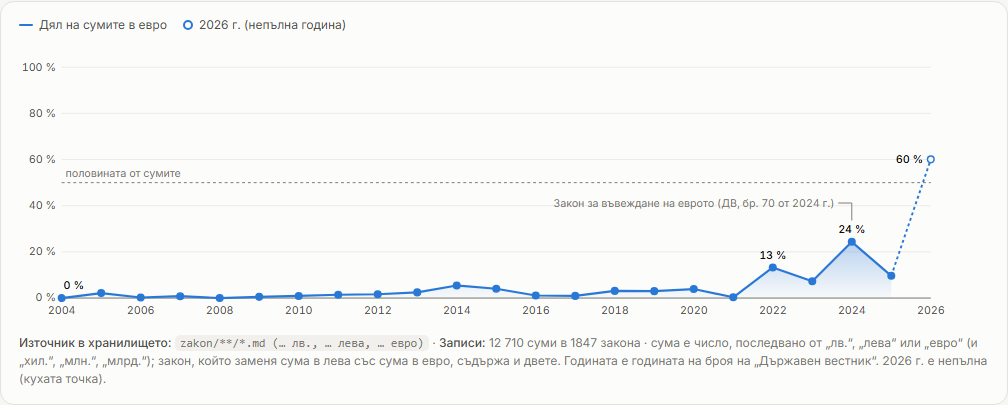 Дял на сумите в евро 2026 г. (непълна година)
100 %
80 %
60 %
60 %
половината от сумите
40 %
Закон за въвеждане на еврото (ДВ, бр. 70 от 2024 г.)
24 %
20 %
13 %
0 %
0 %
2004 2006 2008 2010 2012 2014 2016 2018 2020 2022 2024 2026
Източник в хранилището: zakon/**/*.md (… лв., … лева, … евро) · Записи: 12 710 суми в 1847 закона · сума е число, последвано от „лв.“, „лева“ или „евро“ (и
„хил.“, „млн.“, „млрд.“); закон, който заменя сума в лева със сума в евро, съдържа и двете. Годината е годината на броя на „Държавен вестник“. 2026 г. е непълна
(кухата точка).